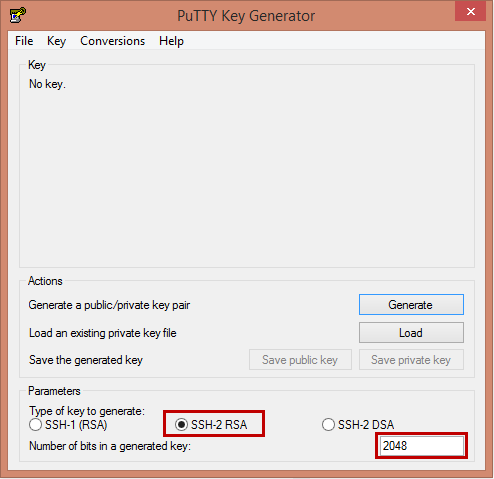 PuTTY Key Generator
File Key Conversions Help
Key
No key.
Actions
Generate a public/private key pair Generate
Load an existing private key file Load
Save the generated key Save public key Save private key
Parameters
Type of key to generate:
SSH-1 (RSA) SSH-2 RSA SSH-2 DSA
Number of bits in a generated key: 2048